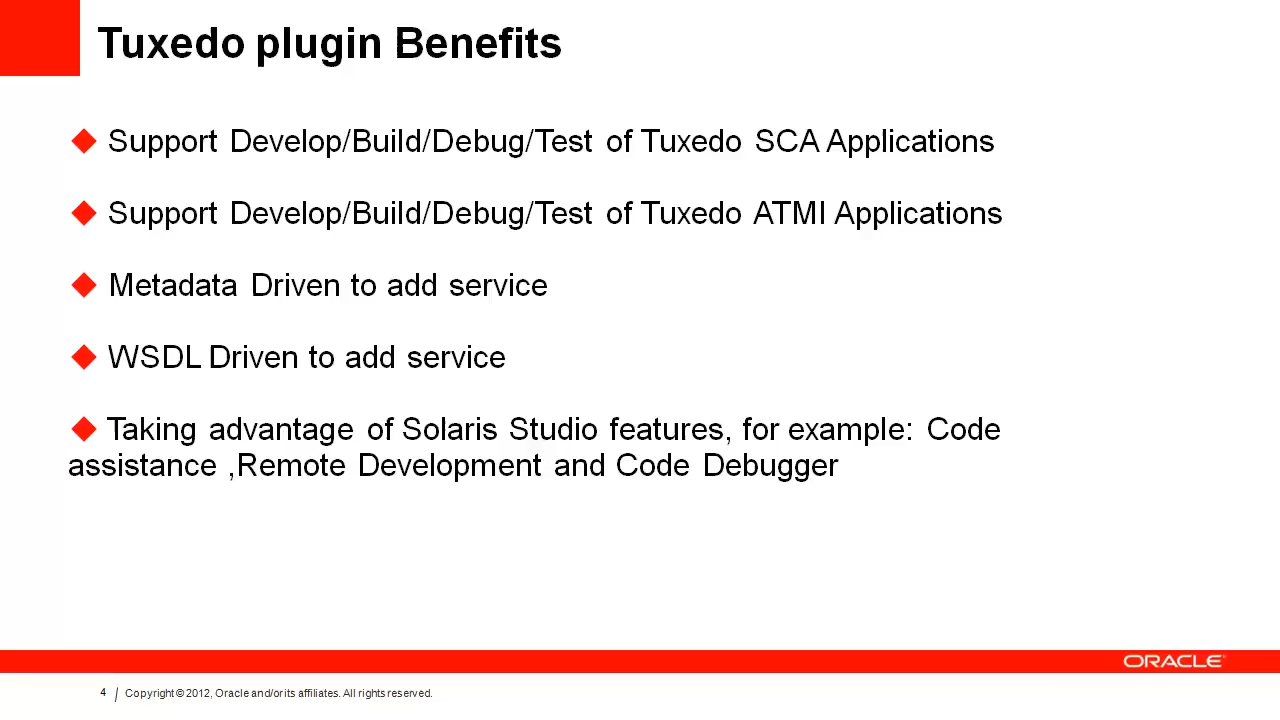 Tuxedo plugin Benefits
Support Develop/Build/Debug/Test of Tuxedo SCA Applications
Support Develop/Build/Debug/Test of Tuxedo ATMI Applications
Metadata Driven to add service
WSDL Driven to add service
Taking advantage of Solaris Studio features, for example: Code
assistance ,Remote Development and Code Debugger
ORACLE
4 | Copyright © 2012, Oracle and/or its affiliates. All rights reserved.